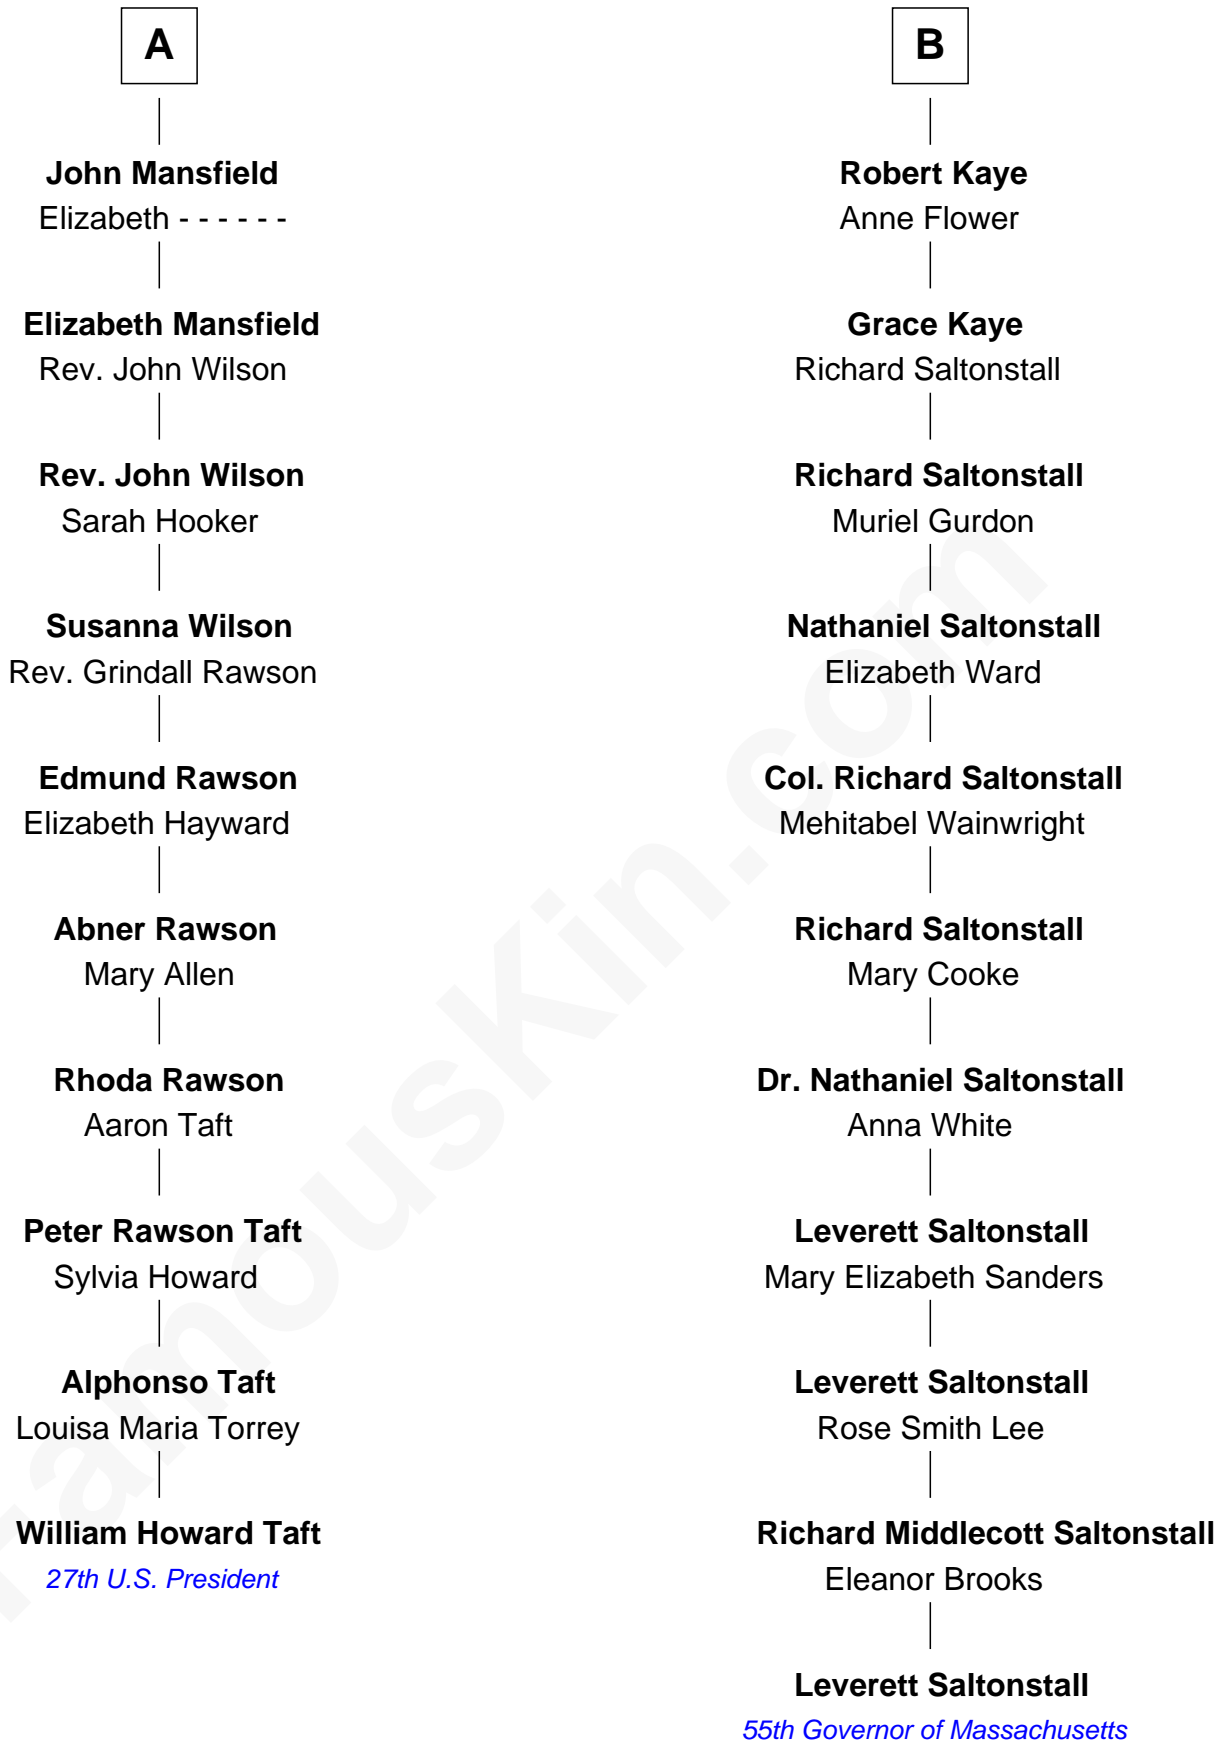 A
John Mansfield
Elizabeth - - - - - -
Elizabeth Mansfield
Rev. John Wilson
Rev. John Wilson
Sarah Hooker
Susanna Wilson
Rev. Grindall Rawson
Edmund Rawson
Elizabeth Hayward
Abner Rawson
Mary Allen
Rhoda Rawson
Aaron Taft
Peter Rawson Taft
Sylvia Howard
Alphonso Taft
Louisa Maria Torrey
William Howard Taft
27th U.S. President
B
Robert Kaye
Anne Flower
Grace Kaye
Richard Saltonstall
Richard Saltonstall
Muriel Gurdon
Nathaniel Saltonstall
Elizabeth Ward
Col. Richard Saltonstall
Mehitabel Wainwright
Richard Saltonstall
Mary Cooke
Dr. Nathaniel Saltonstall
Anna White
Leverett Saltonstall
Mary Elizabeth Sanders
Leverett Saltonstall
Rose Smith Lee
Richard Middlecott Saltonstall
Eleanor Brooks
Leverett Saltonstall
55th Governor of Massachusetts
FamousKin.com